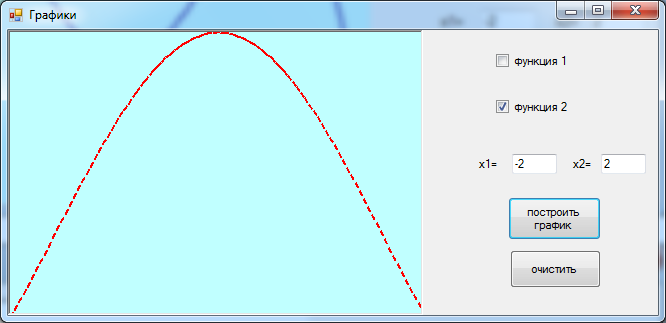 Графики
функция 1
функция 2
x1= -2 x2= 2
построить
график
очистить